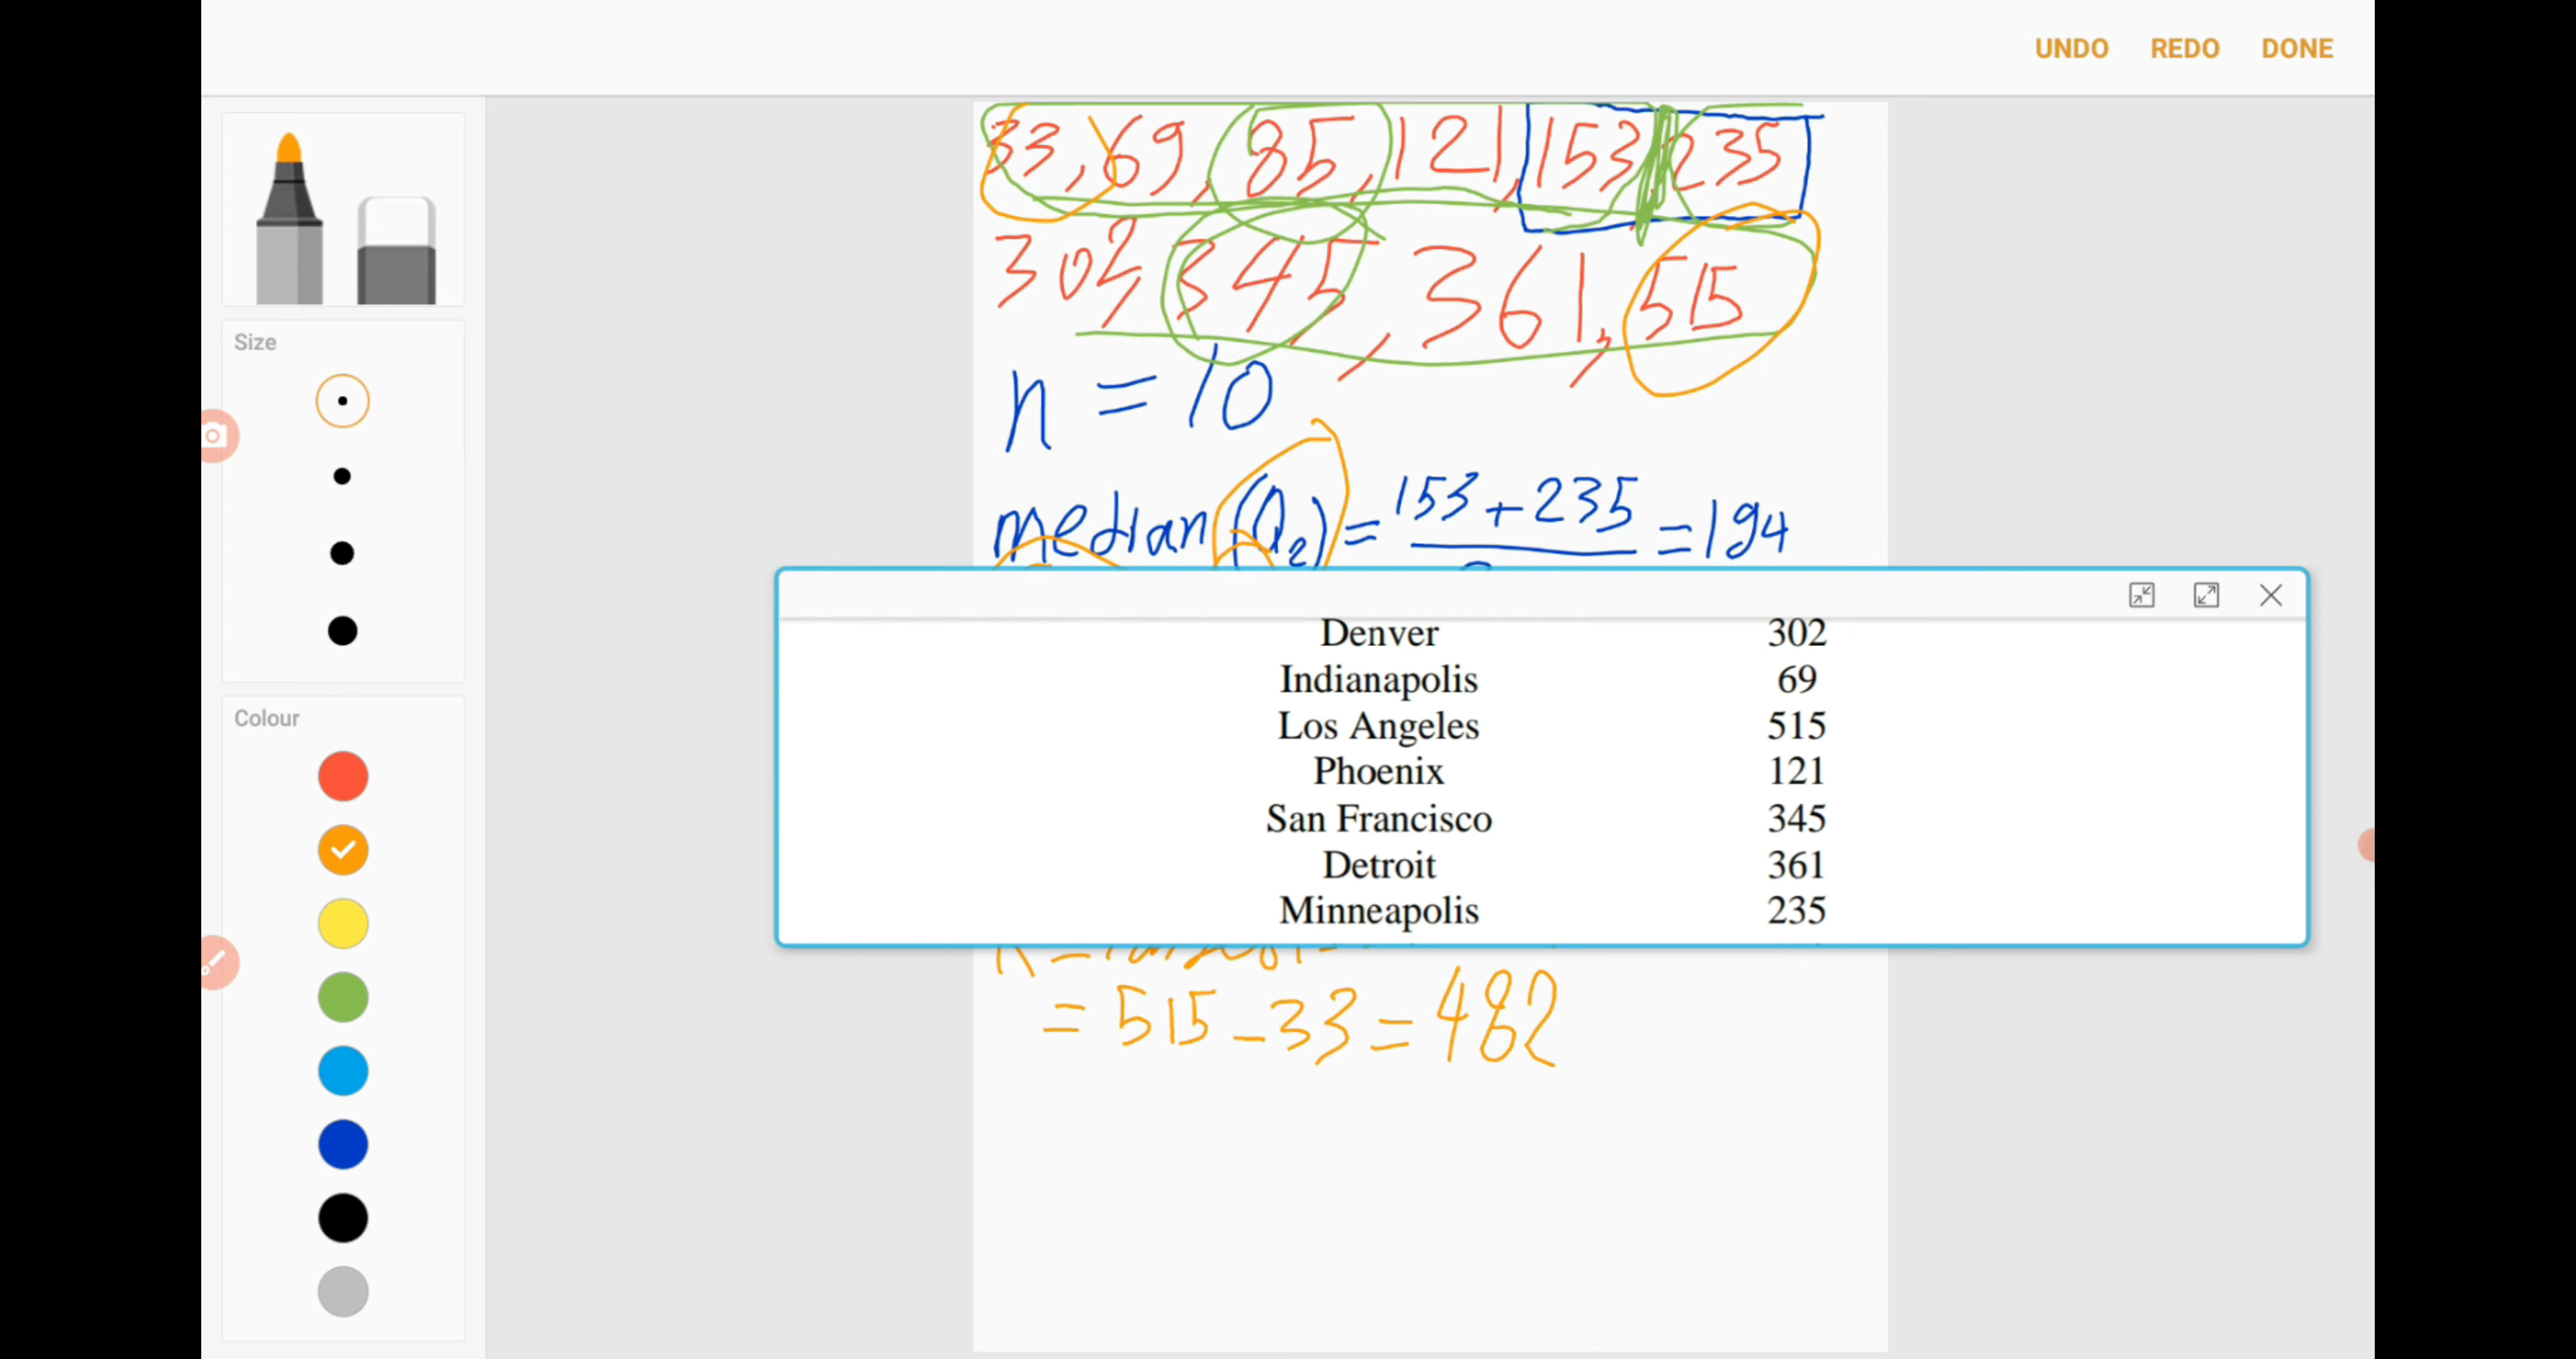 UNDO REDO DONE
Size
Colour
33, 69, 85, 121, 153, 235
302, 345, 361, 515
n = 10
median (Q2) = 153 + 235 = 194
Denver 302
Indianapolis 69
Los Angeles 515
Phoenix 121
San Francisco 345
Detroit 361
Minneapolis 235
= 515 - 33 = 482